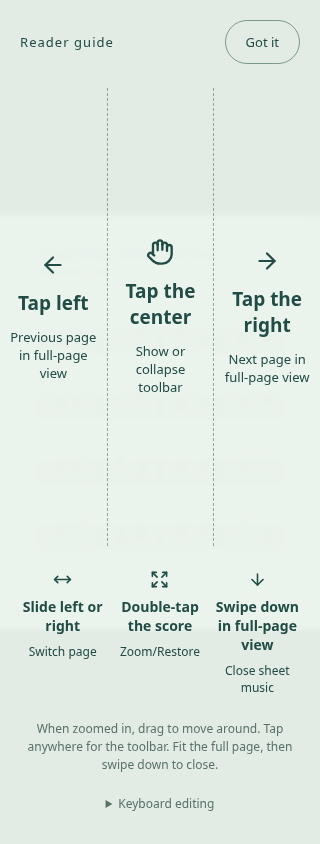 Reader guide
Got it
Tap left
Previous page
in full-page
view
Tap the
center
Show or
collapse
toolbar
Tap the
right
Next page in
full-page view
Slide left or
right
Switch page
Double-tap
the score
Zoom/Restore
Swipe down
in full-page
view
Close sheet
music
When zoomed in, drag to move around. Tap
anywhere for the toolbar. Fit the full page, then
swipe down to close.
Keyboard editing